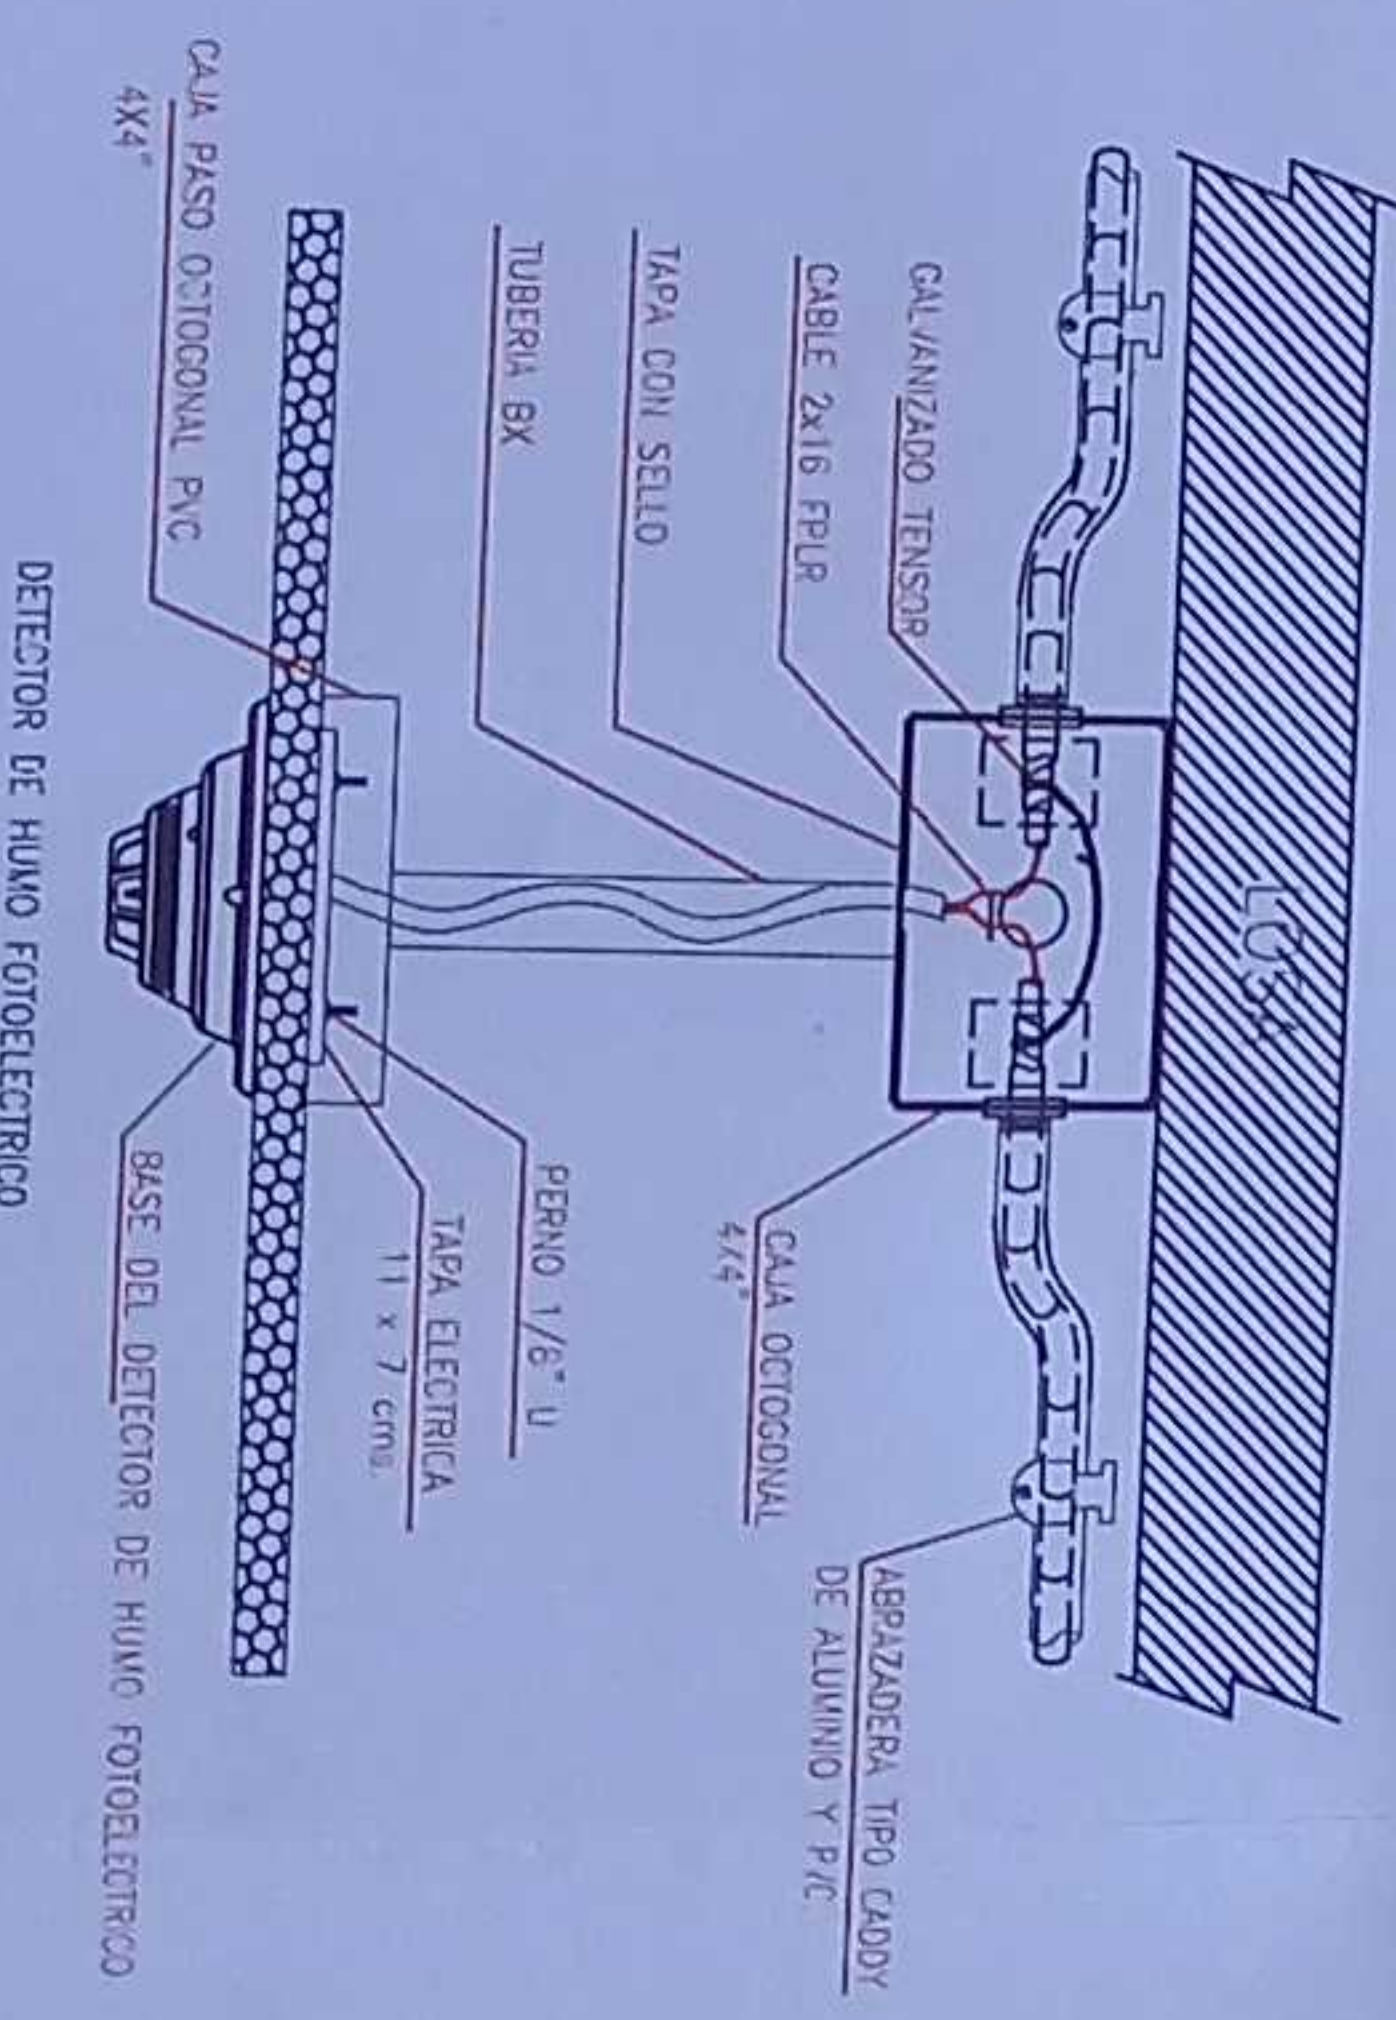 LOSA
GALVANIZADO TENSOR
CABLE 2x16 FPLR
TAPA CON SELLO
TUBERIA BX
CAJA PASO OCTOGONAL PVC
4X4"
ABRAZADERA TIPO CADDY
DE ALUMINIO Y P/C
CAJA OCTOGONAL
4X4"
PERNO 1/6" U
TAPA ELECTRICA
11 x 7 cms.
BASE DEL DETECTOR DE HUMO FOTOELECTRICO
DETECTOR DE HUMO FOTOELECTRICO